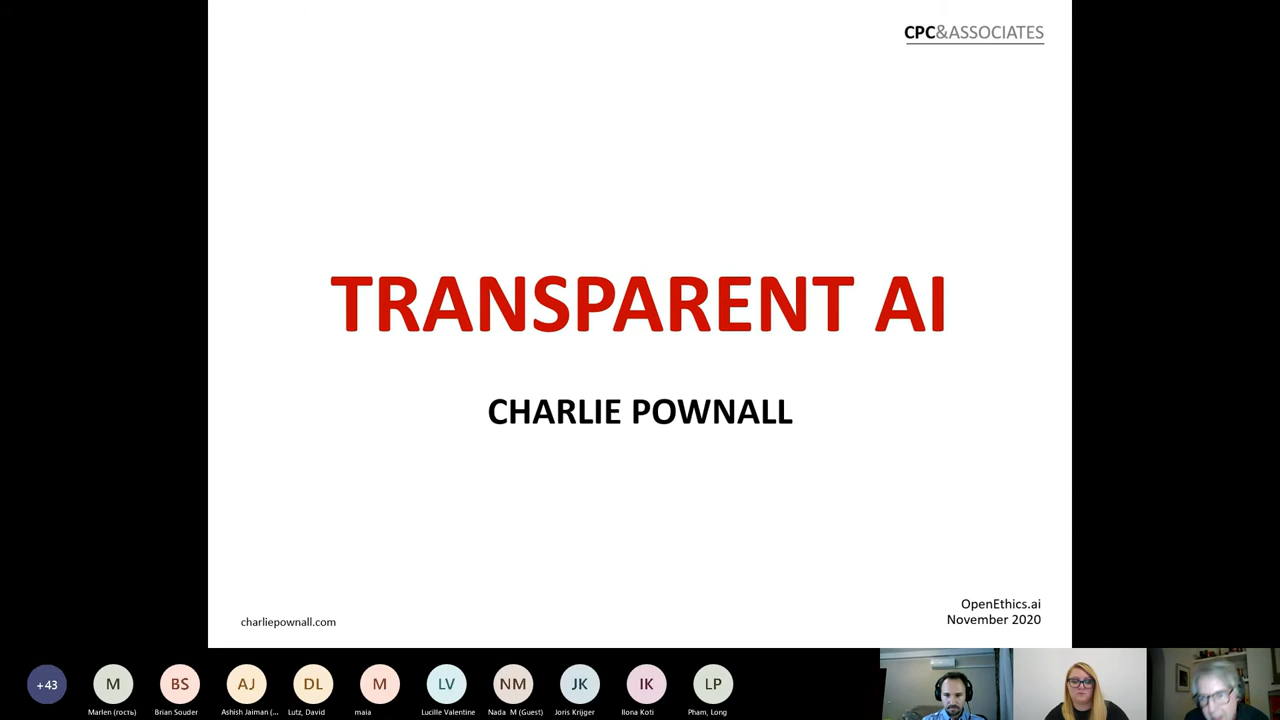 CPC&ASSOCIATES
TRANSPARENT AI
CHARLIE POWNALL
charliepownall.com
OpenEthics.ai
November 2020
+43
M
BS
AJ
DL
M
LV
NM
JK
IK
LP
Marlen (гость)
Brian Souder
Ashish Jaiman (...
Lutz, David
maia
Lucille Valentine
Nada M (Guest)
Joris Krijger
Ilona Koti
Pham, Long